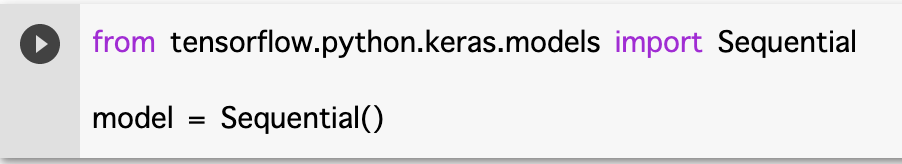 from tensorflow.python.keras.models import Sequential
model = Sequential()